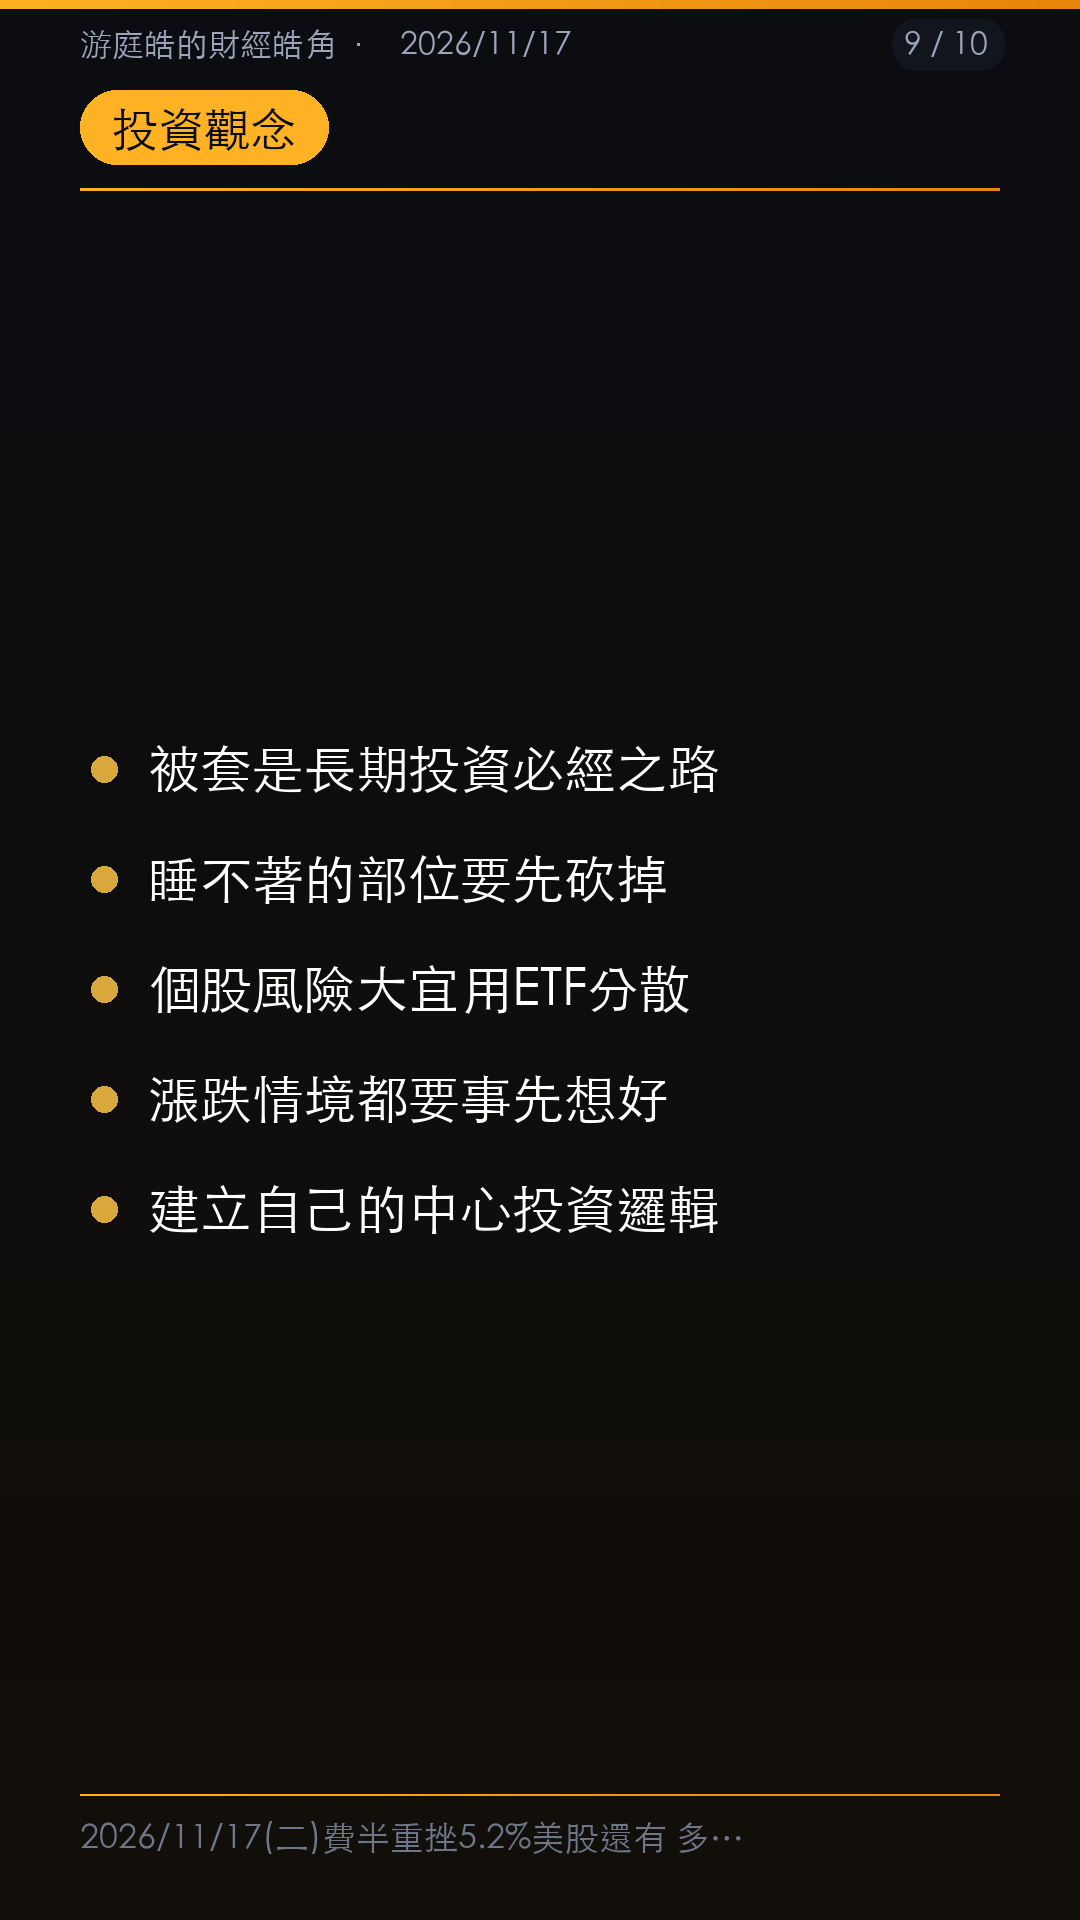 游庭皓的財經皓角 · 2026/11/17
9 / 10
投資觀念
被套是長期投資必經之路
睡不著的部位要先砍掉
個股風險大宜用ETF分散
漲跌情境都要事先想好
建立自己的中心投資邏輯
2026/11/17(二)費半重挫5.2%美股還有 多⋯